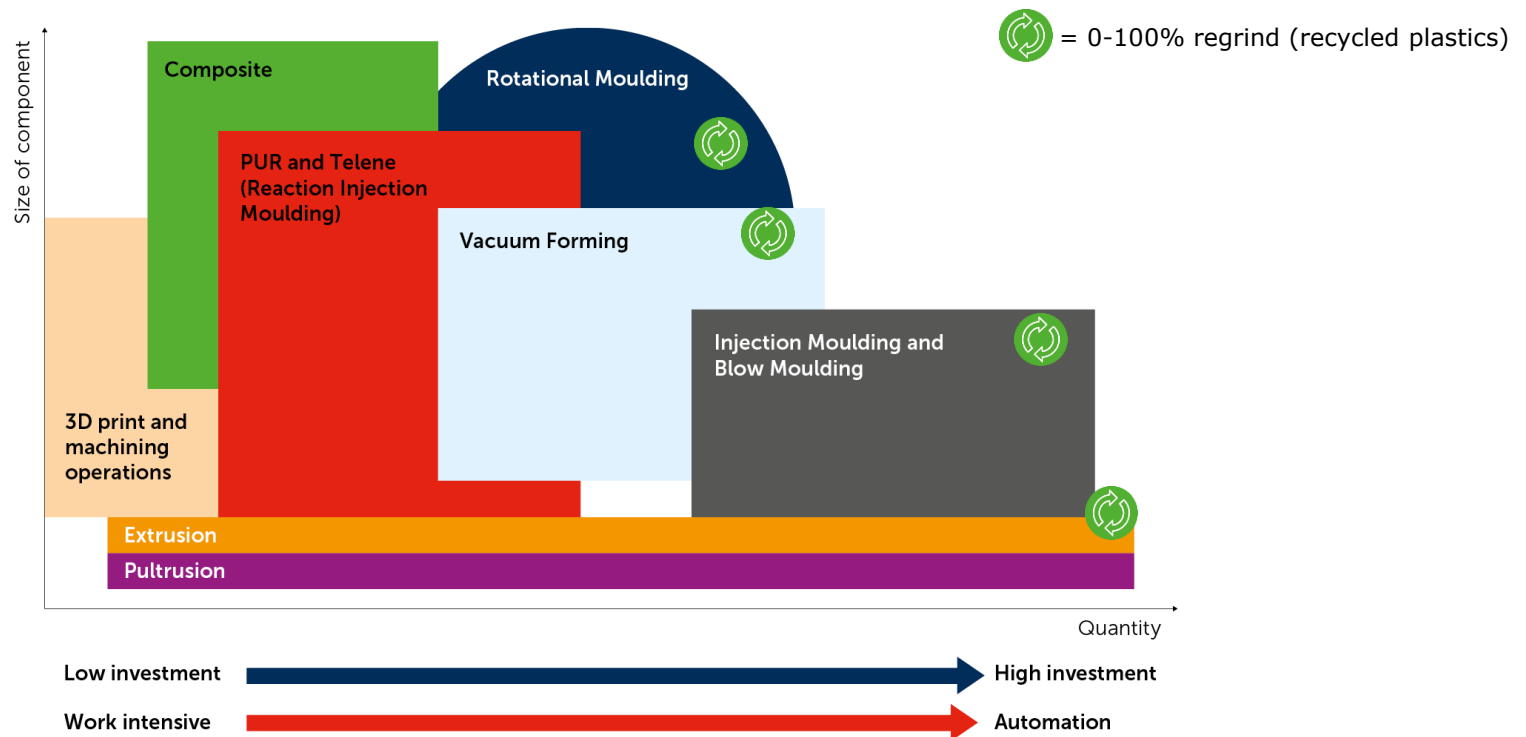 = 0-100% regrind (recycled plastics)
Size of component
Composite
Rotational Moulding
PUR and Telene
(Reaction Injection
Moulding)
Vacuum Forming
Injection Moulding and
Blow Moulding
3D print and
machining
operations
Extrusion
Pultrusion
Quantity
Low investment
High investment
Work intensive
Automation